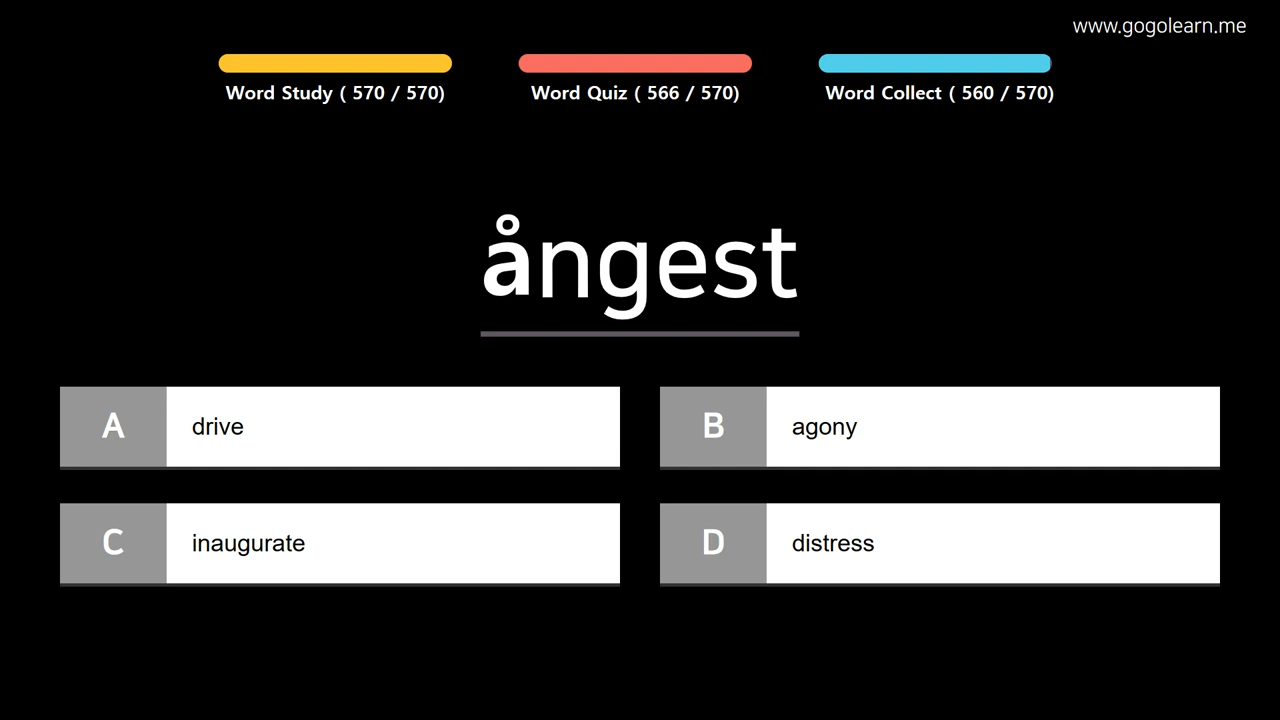 www.gogolearn.me
Word Study ( 570 / 570)
Word Quiz ( 566 / 570)
Word Collect ( 560 / 570)
ångest
A drive
B agony
C inaugurate
D distress